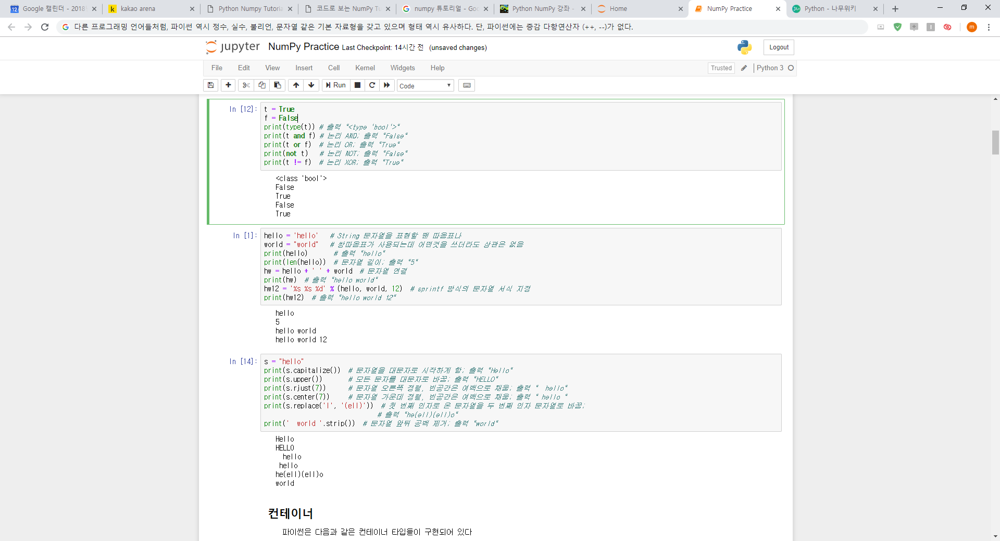 Google 캘린더 - 2018
kakao arena
Python Numpy Tutoria
코드로 보는 NumPy Tu
numpy 튜토리얼 - Goo
Python NumPy 강좌 -
Home
NumPy Practice
Python - 나무위키
다른 프로그래밍 언어들처럼, 파이썬 역시 정수, 실수, 불리언, 문자열 같은 기본 자료형을 갖고 있으며 형태 역시 유사하다. 단, 파이썬에는 증감 다항연산자 (++, --)가 없다.
jupyter NumPy Practice Last Checkpoint: 14시간 전 (unsaved changes)
Logout
File Edit View Insert Cell Kernel Widgets Help
Trusted Python 3
Run Code
In [12]: t = True
f = False
print(type(t)) # 출력 "<type 'bool'>"
print(t and f) # 논리 AND; 출력 "False"
print(t or f)  # 논리 OR; 출력 "True"
print(not t)   # 논리 NOT; 출력 "False"
print(t != f)  # 논리 XOR; 출력 "True"
<class 'bool'>
False
True
False
True
In [1]: hello = 'hello'   # String 문자열을 표현할 땐 따옴표나
world = "world"   # 쌍따옴표가 사용되는데 어떤것을 쓰더라도 상관은 없음
print(hello)       # 출력 "hello"
print(len(hello))  # 문자열 길이; 출력 "5"
hw = hello + ' ' + world  # 문자열 연결
print(hw)  # 출력 "hello world"
hw12 = '%s %s %d' % (hello, world, 12)  # sprintf 방식의 문자열 서식 지정
print(hw12)  # 출력 "hello world 12"
hello
5
hello world
hello world 12
In [14]: s = "hello"
print(s.capitalize())  # 문자열을 대문자로 시작하게 함; 출력 "Hello"
print(s.upper())       # 모든 문자를 대문자로 바꿈; 출력 "HELLO"
print(s.rjust(7))      # 문자열 오른쪽 정렬, 빈공간은 여백으로 채움; 출력 "  hello"
print(s.center(7))     # 문자열 가운데 정렬, 빈공간은 여백으로 채움; 출력 " hello "
print(s.replace('l', '(ell)'))  # 첫 번째 인자로 온 문자열을 두 번째 인자 문자열로 바꿈;
# 출력 "he(ell)(ell)o"
print('  world '.strip())  # 문자열 앞뒤 공백 제거; 출력 "world"
Hello
HELLO
  hello
 hello
he(ell)(ell)o
world
컨테이너
파이썬은 다음과 같은 컨테이너 타입들이 구현되어 있다